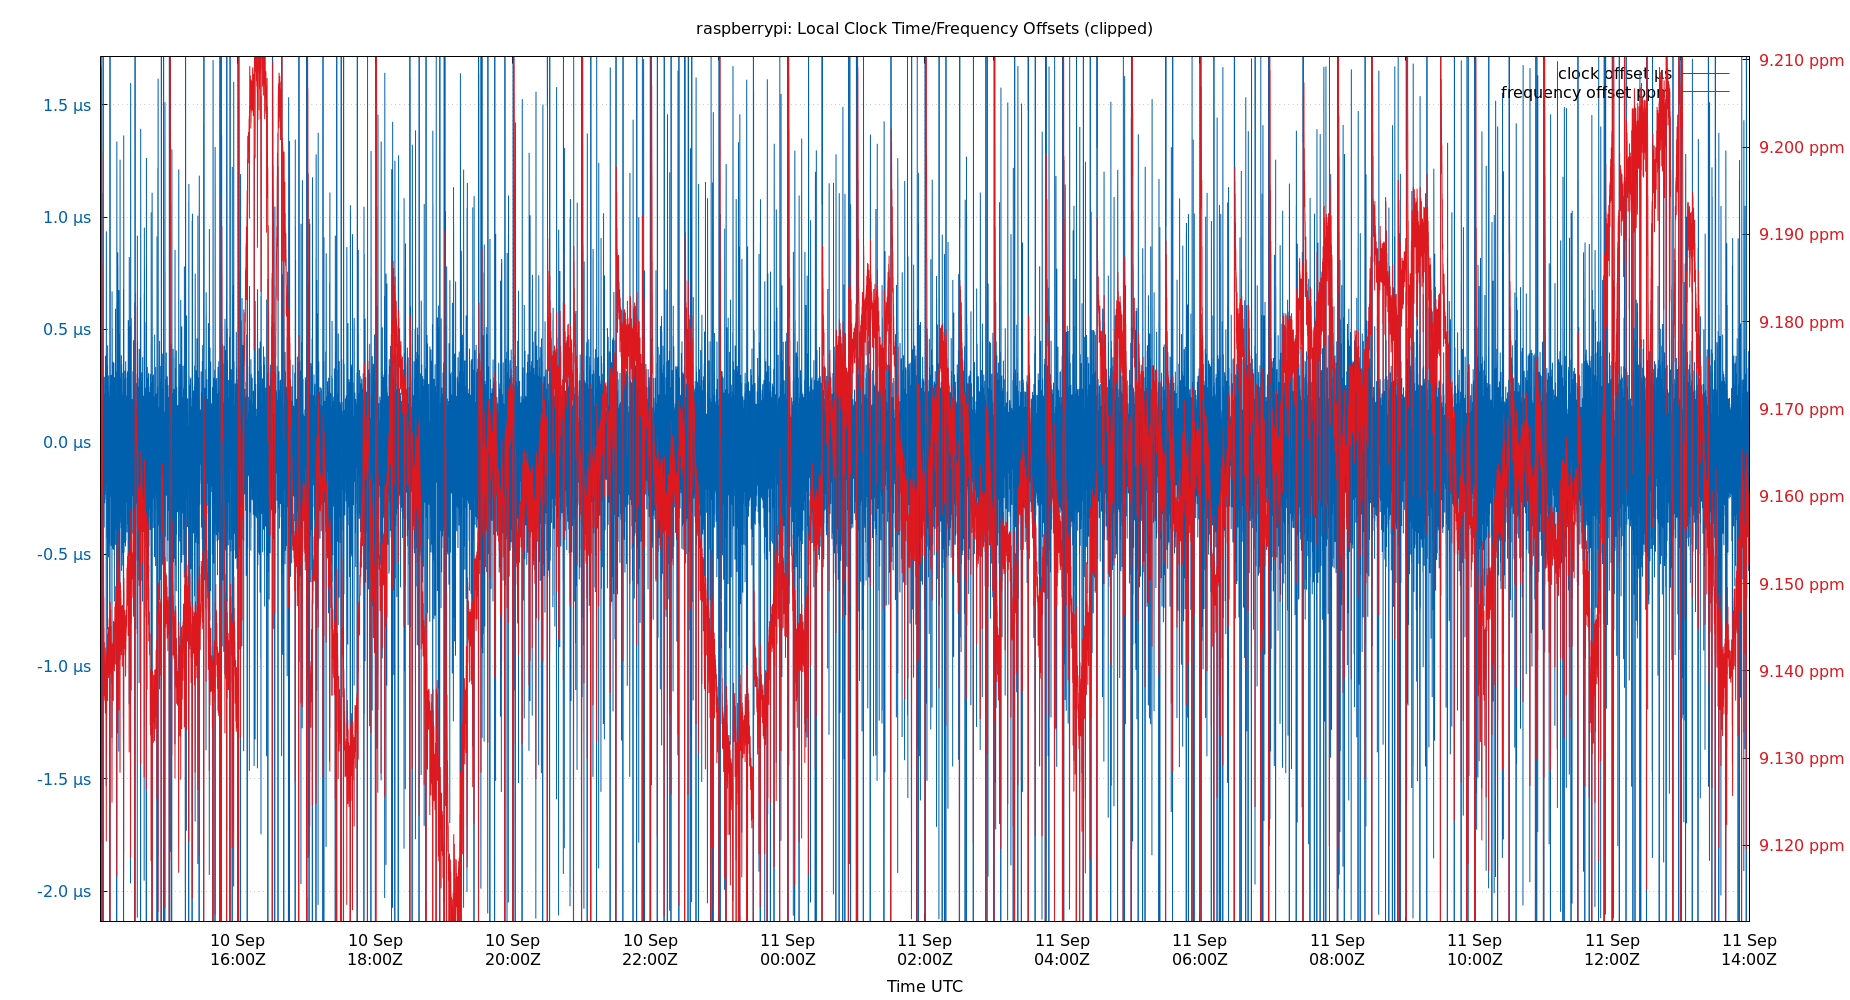 raspberrypi: Local Clock Time/Frequency Offsets (clipped)
clock offset µs
frequency offset ppm
1.5 µs
1.0 µs
0.5 µs
0.0 µs
-0.5 µs
-1.0 µs
-1.5 µs
-2.0 µs
9.210 ppm
9.200 ppm
9.190 ppm
9.180 ppm
9.170 ppm
9.160 ppm
9.150 ppm
9.140 ppm
9.130 ppm
9.120 ppm
10 Sep 10 Sep 10 Sep 10 Sep 11 Sep 11 Sep 11 Sep 11 Sep 11 Sep 11 Sep 11 Sep 11 Sep
16:00Z 18:00Z 20:00Z 22:00Z 00:00Z 02:00Z 04:00Z 06:00Z 08:00Z 10:00Z 12:00Z 14:00Z
Time UTC